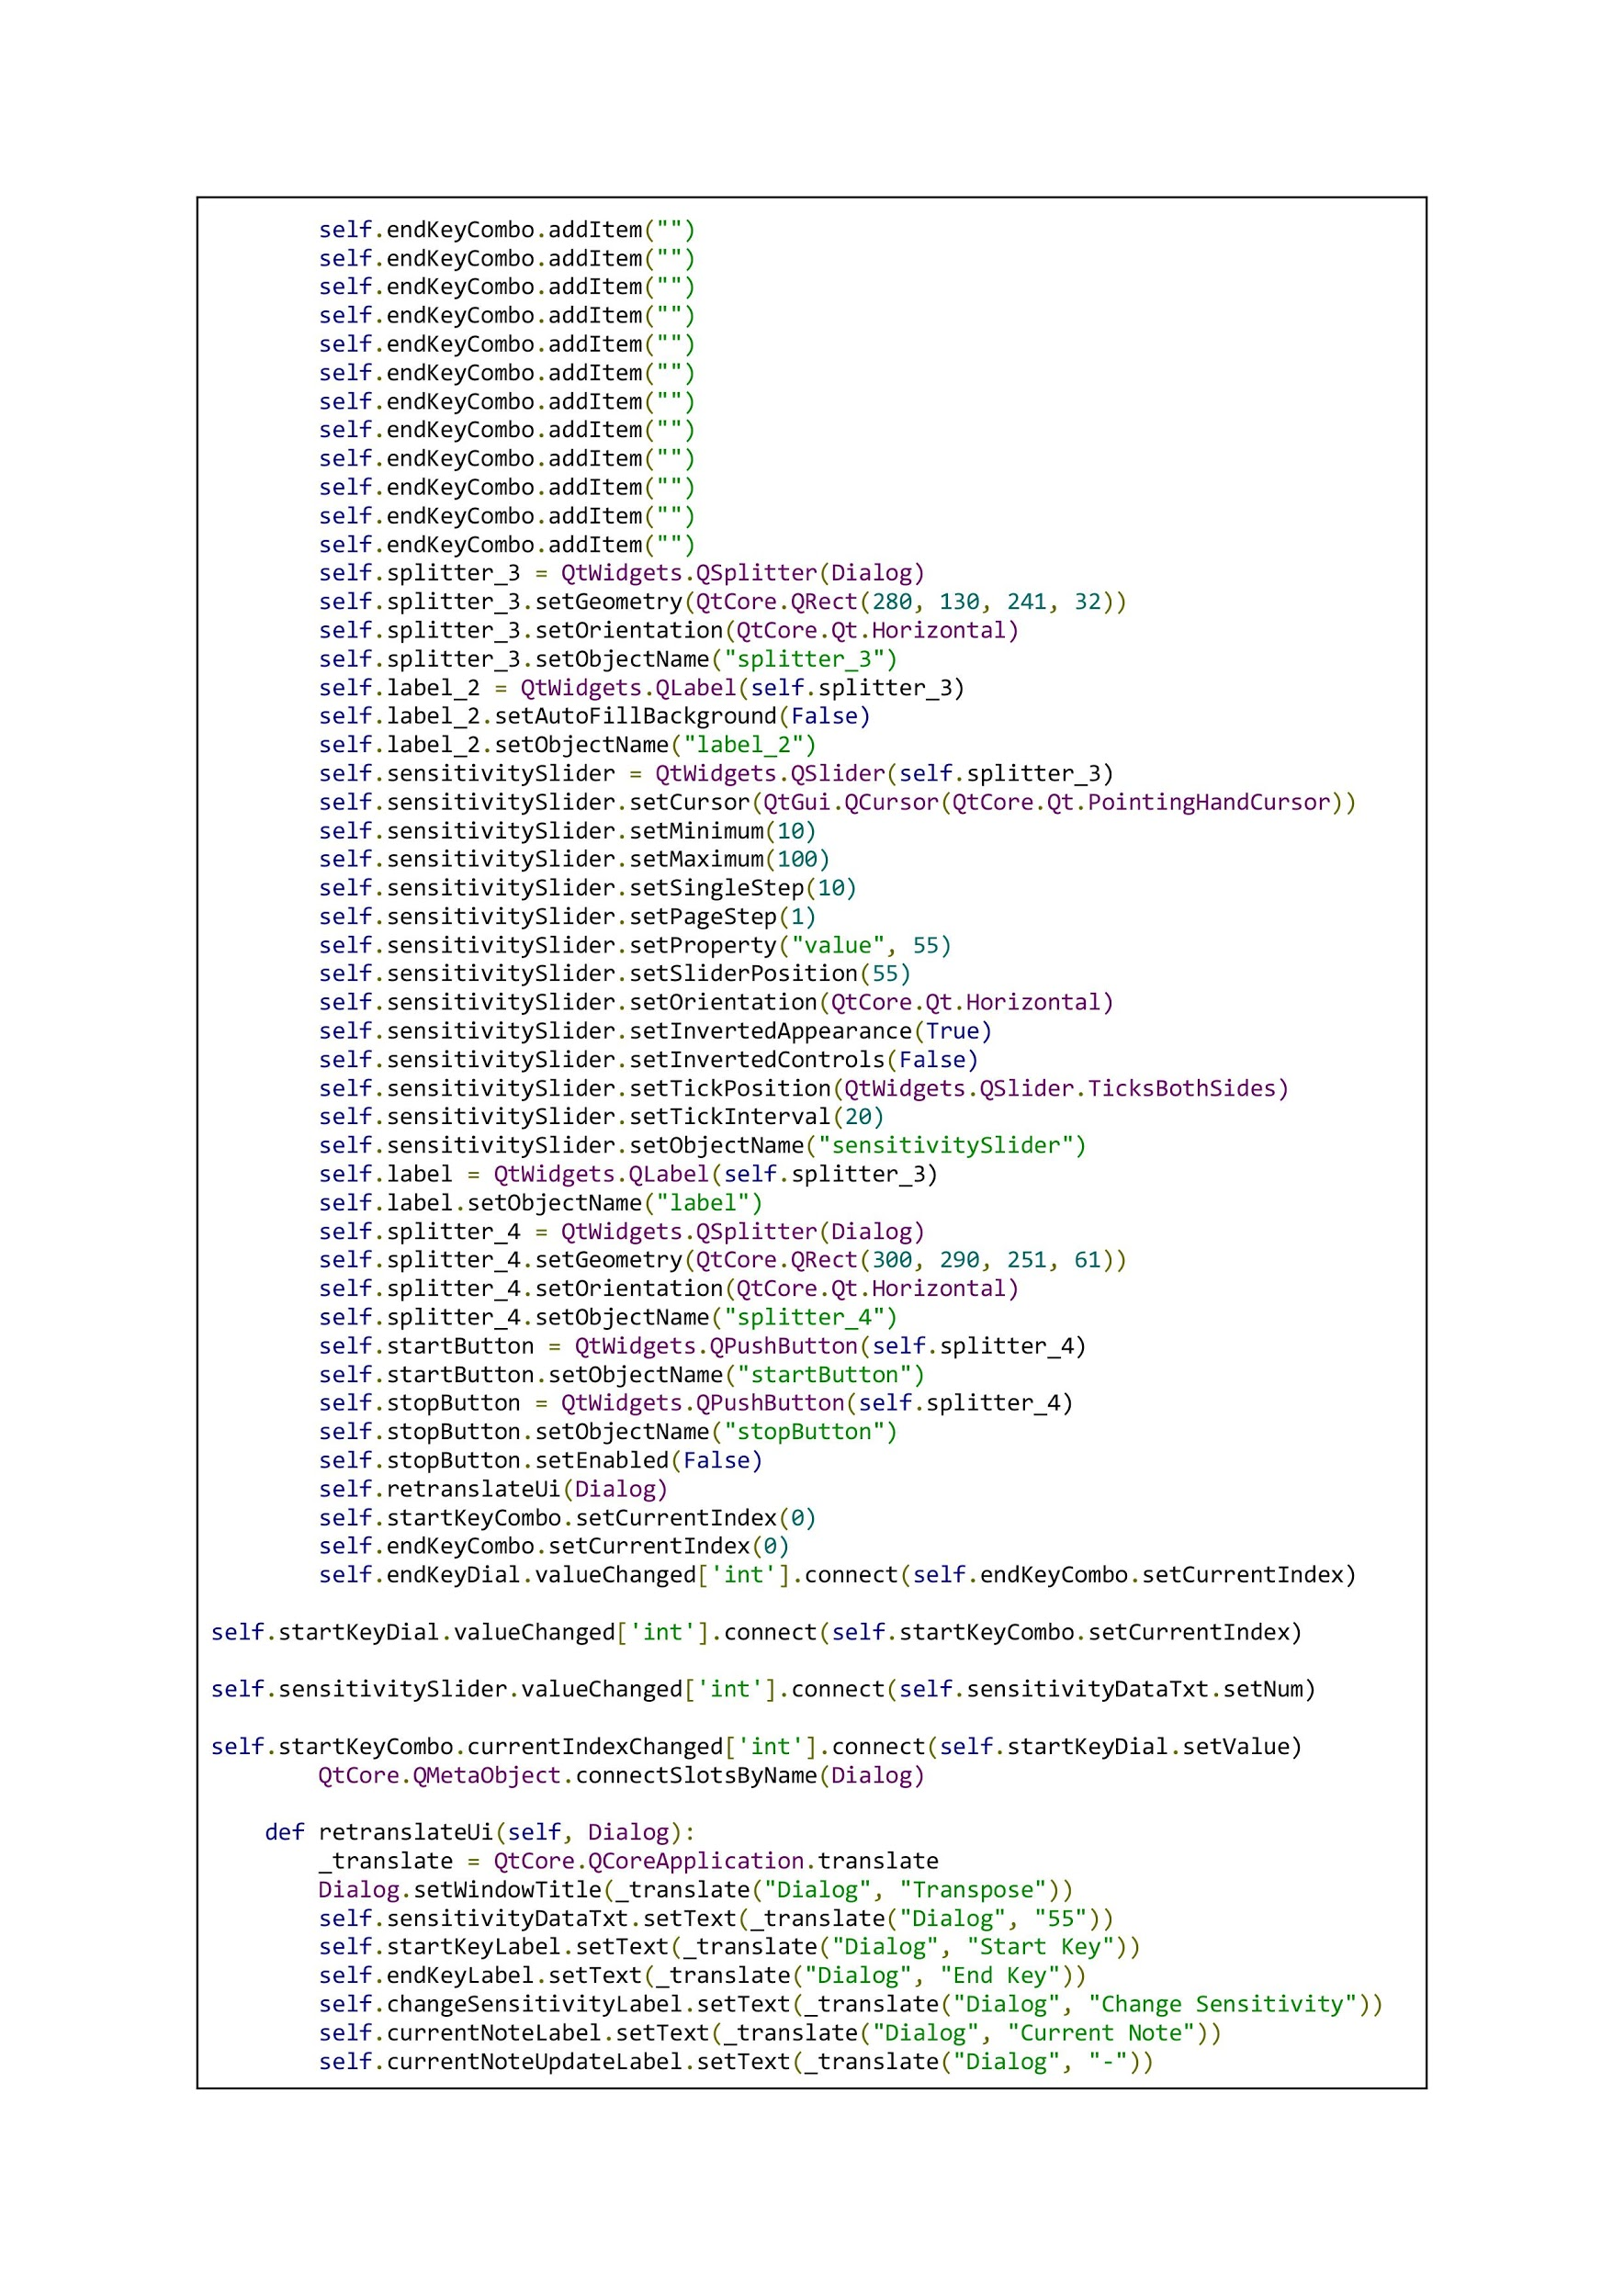 self.endKeyCombo.addItem("")
self.endKeyCombo.addItem("")
self.endKeyCombo.addItem("")
self.endKeyCombo.addItem("")
self.endKeyCombo.addItem("")
self.endKeyCombo.addItem("")
self.endKeyCombo.addItem("")
self.endKeyCombo.addItem("")
self.endKeyCombo.addItem("")
self.endKeyCombo.addItem("")
self.endKeyCombo.addItem("")
self.endKeyCombo.addItem("")
self.splitter_3 = QtWidgets.QSplitter(Dialog)
self.splitter_3.setGeometry(QtCore.QRect(280, 130, 241, 32))
self.splitter_3.setOrientation(QtCore.Qt.Horizontal)
self.splitter_3.setObjectName("splitter_3")
self.label_2 = QtWidgets.QLabel(self.splitter_3)
self.label_2.setAutoFillBackground(False)
self.label_2.setObjectName("label_2")
self.sensitivitySlider = QtWidgets.QSlider(self.splitter_3)
self.sensitivitySlider.setCursor(QtGui.QCursor(QtCore.Qt.PointingHandCursor))
self.sensitivitySlider.setMinimum(10)
self.sensitivitySlider.setMaximum(100)
self.sensitivitySlider.setSingleStep(10)
self.sensitivitySlider.setPageStep(1)
self.sensitivitySlider.setProperty("value", 55)
self.sensitivitySlider.setSliderPosition(55)
self.sensitivitySlider.setOrientation(QtCore.Qt.Horizontal)
self.sensitivitySlider.setInvertedAppearance(True)
self.sensitivitySlider.setInvertedControls(False)
self.sensitivitySlider.setTickPosition(QtWidgets.QSlider.TicksBothSides)
self.sensitivitySlider.setTickInterval(20)
self.sensitivitySlider.setObjectName("sensitivitySlider")
self.label = QtWidgets.QLabel(self.splitter_3)
self.label.setObjectName("label")
self.splitter_4 = QtWidgets.QSplitter(Dialog)
self.splitter_4.setGeometry(QtCore.QRect(300, 290, 251, 61))
self.splitter_4.setOrientation(QtCore.Qt.Horizontal)
self.splitter_4.setObjectName("splitter_4")
self.startButton = QtWidgets.QPushButton(self.splitter_4)
self.startButton.setObjectName("startButton")
self.stopButton = QtWidgets.QPushButton(self.splitter_4)
self.stopButton.setObjectName("stopButton")
self.stopButton.setEnabled(False)
self.retranslateUi(Dialog)
self.startKeyCombo.setCurrentIndex(0)
self.endKeyCombo.setCurrentIndex(0)
self.endKeyDial.valueChanged['int'].connect(self.endKeyCombo.setCurrentIndex)
self.startKeyDial.valueChanged['int'].connect(self.startKeyCombo.setCurrentIndex)
self.sensitivitySlider.valueChanged['int'].connect(self.sensitivityDataTxt.setNum)
self.startKeyCombo.currentIndexChanged['int'].connect(self.startKeyDial.setValue)
QtCore.QMetaObject.connectSlotsByName(Dialog)
def retranslateUi(self, Dialog):
_translate = QtCore.QCoreApplication.translate
Dialog.setWindowTitle(_translate("Dialog", "Transpose"))
self.sensitivityDataTxt.setText(_translate("Dialog", "55"))
self.startKeyLabel.setText(_translate("Dialog", "Start Key"))
self.endKeyLabel.setText(_translate("Dialog", "End Key"))
self.changeSensitivityLabel.setText(_translate("Dialog", "Change Sensitivity"))
self.currentNoteLabel.setText(_translate("Dialog", "Current Note"))
self.currentNoteUpdateLabel.setText(_translate("Dialog", "-"))